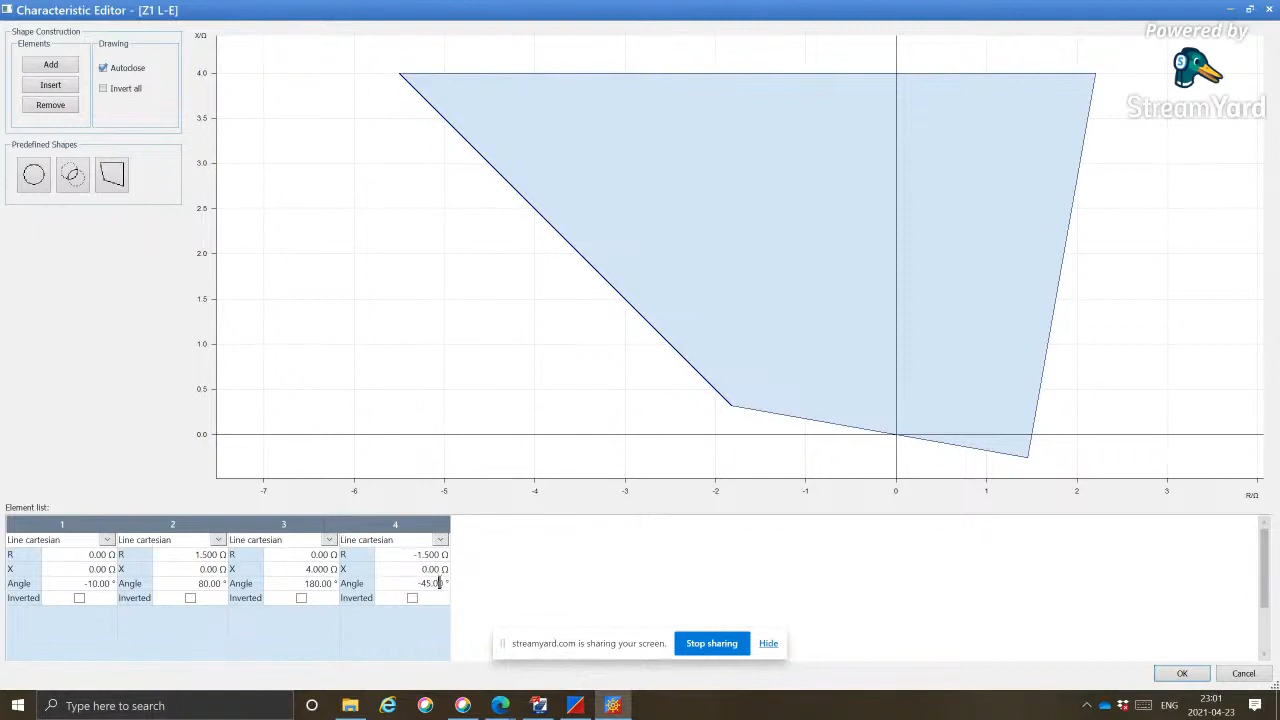 Characteristic Editor - [Z1 L-E]
Powered by
StreamYard
Shape Construction
Elements
Drawing
Add
Autoclose
Insert
Invert all
Remove
Predefined Shapes
X/Ω
4.0
3.5
3.0
2.5
2.0
1.5
1.0
0.5
0.0
-7 -6 -5 -4 -3 -2 -1 0 1 2 3
R/Ω
Element list:
1 2 3 4
Line cartesian Line cartesian Line cartesian Line cartesian
R 0.00 Ω R 1.500 Ω R 0.00 Ω R -1.500 Ω
X 0.00 Ω X 0.00 Ω X 4.000 Ω X 0.00 Ω
Angle -10.00 ° Angle 80.00 ° Angle 180.00 ° Angle -45.00 °
Inverted Inverted Inverted Inverted
streamyard.com is sharing your screen. Stop sharing Hide
OK Cancel
Type here to search
ENG
23:01
2021-04-23